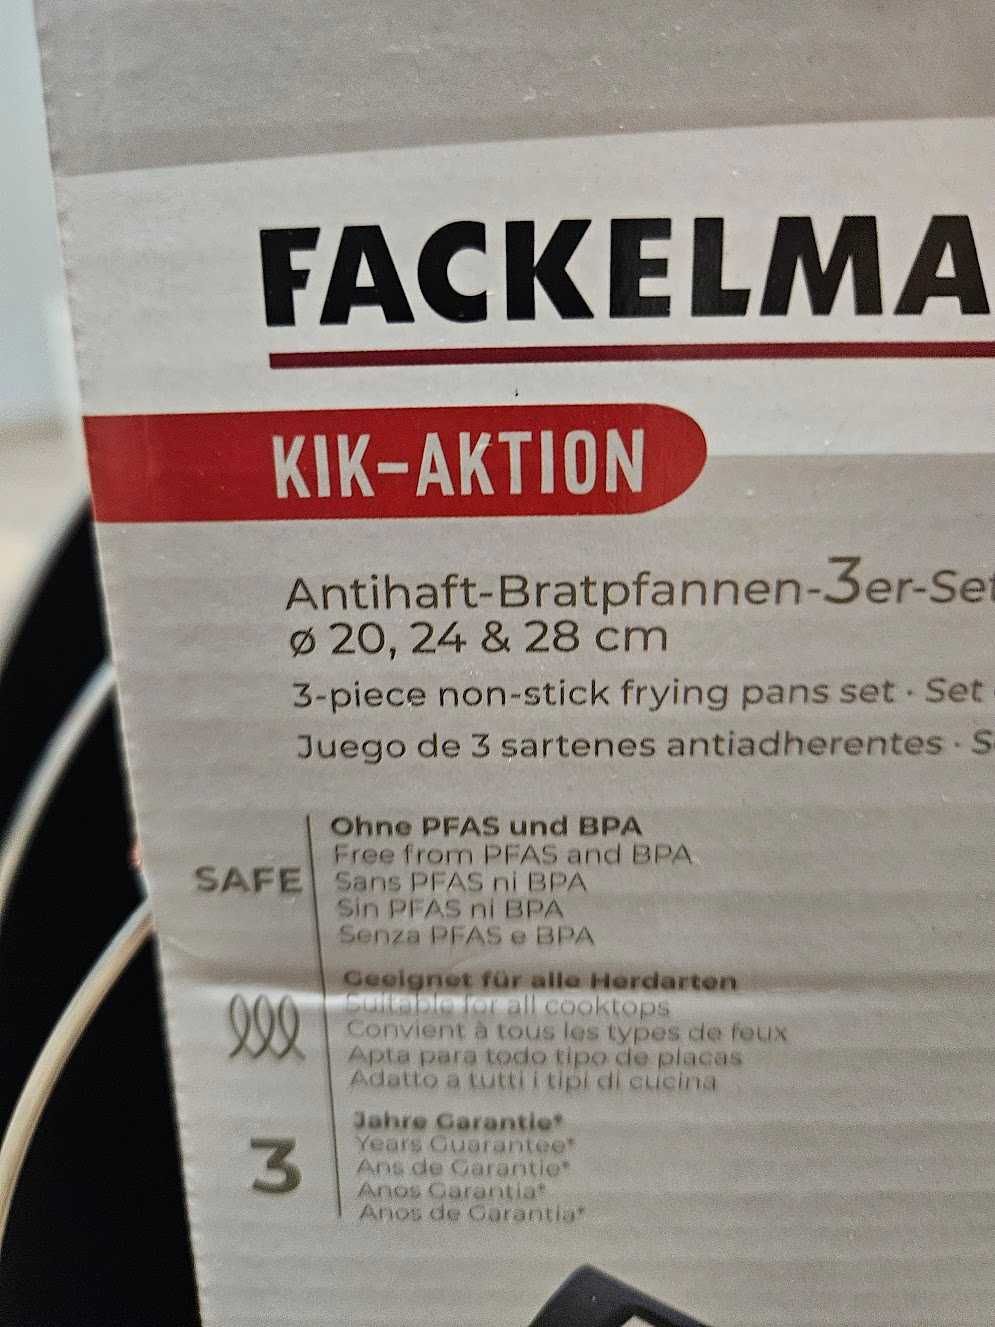 FACKELMA
KIK-AKTION
Antihaft-Bratpfannen-3er-Set
ø 20, 24 & 28 cm
3-piece non-stick frying pans set · Set
Juego de 3 sartenes antiadherentes · S
SAFE
Ohne PFAS und BPA
Free from PFAS and BPA
Sans PFAS ni BPA
Sin PFAS ni BPA
Senza PFAS e BPA
Geeignet für alle Herdarten
Suitable for all cooktops
Convient à tous les types de feux
Apta para todo tipo de placas
Adatto a tutti i tipi di cucina
3
Jahre Garantie*
Years Guarantee*
Ans de Garantie*
Anos Garantia*
Anos de Garantia*